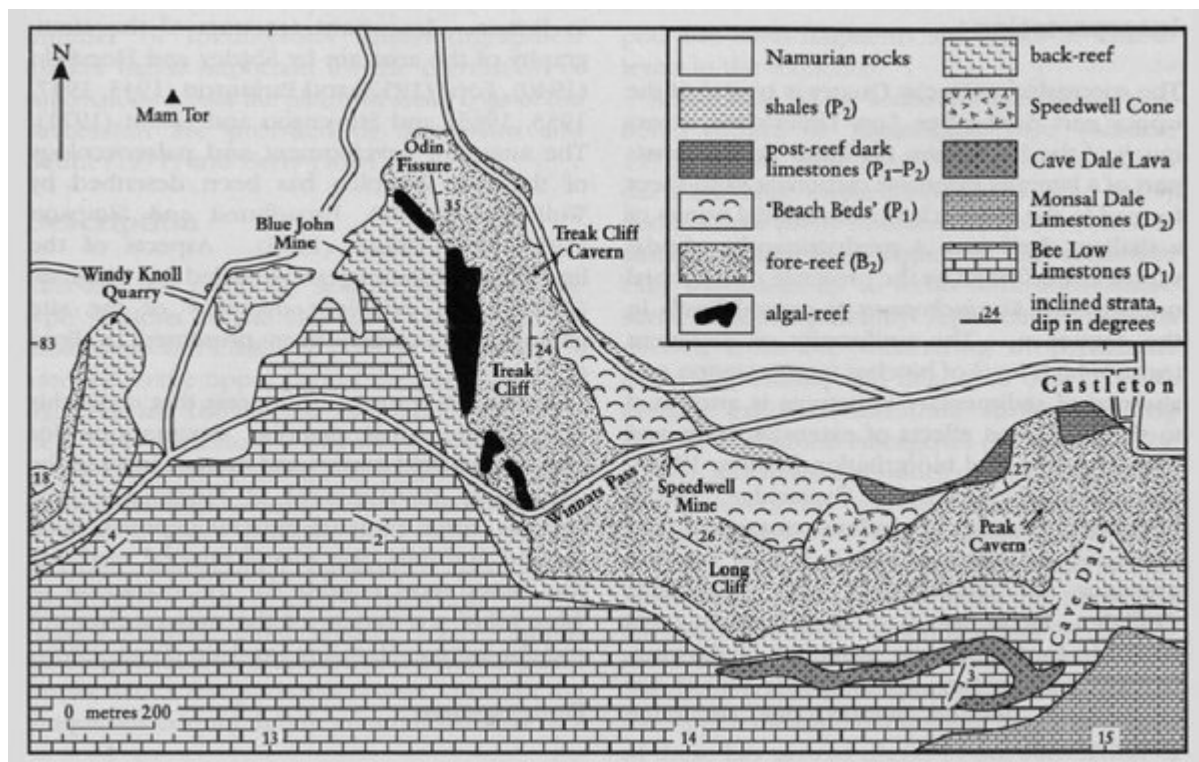 N
Mam Tor
Odin
Fissure
35
Blue John
Mine
Treak Cliff
Cavern
Windy Knoll
Quarry
83
24
Treak
Cliff
Castleton
18
Winnats Pass
Speedwell
Mine
27
Peak
Cavern
4
2
26
Long
Cliff
Cave Dale
3
0 metres 200
13
14
15
Namurian rocks
shales (P₂)
post-reef dark
limestones (P₁–P₂)
'Beach Beds' (P₁)
fore-reef (B₂)
algal-reef
back-reef
Speedwell Cone
Cave Dale Lava
Monsal Dale
Limestones (D₂)
Bee Low
Limestones (D₁)
24
inclined strata,
dip in degrees